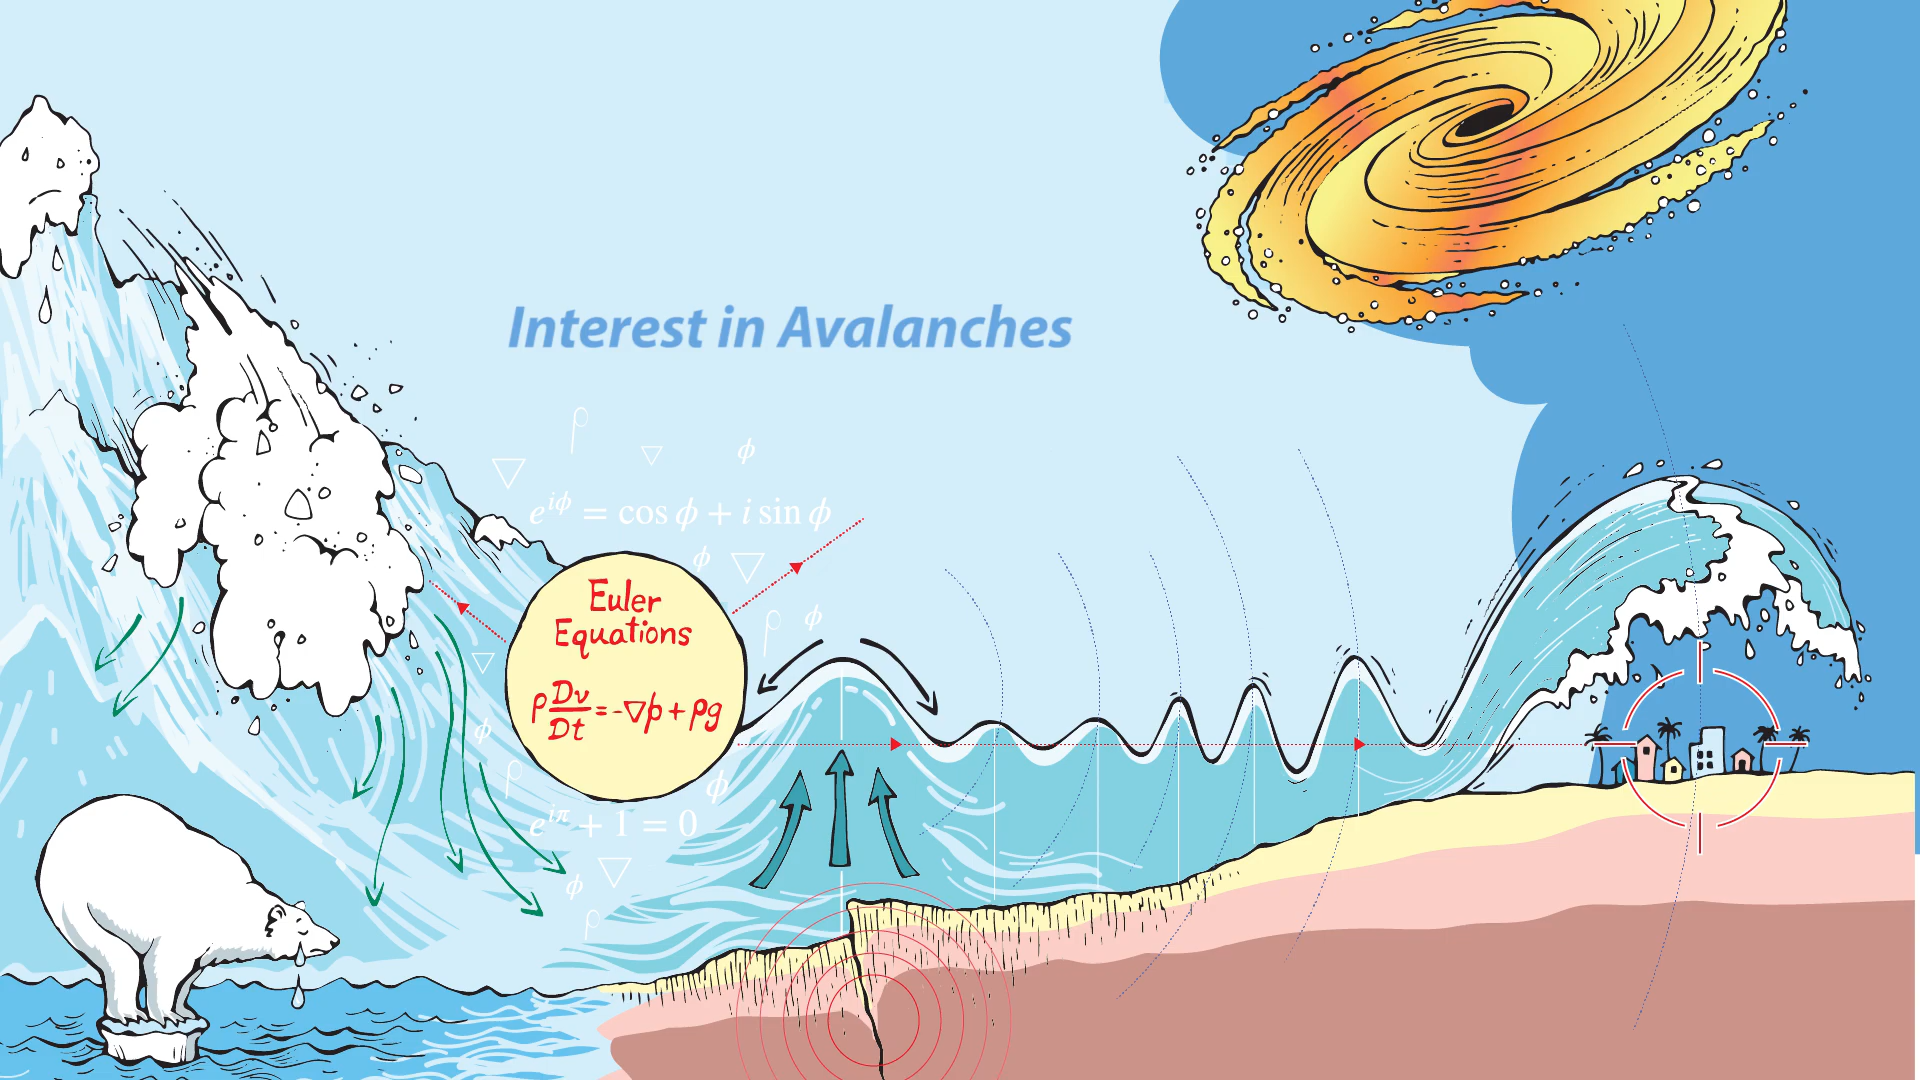 Interest in Avalanches
ρ
▽
ϕ
▽
e^{iϕ} = cos ϕ + i sin ϕ
ϕ
▽
Euler
Equations
ρ Dv/Dt = -∇p + ρg
ρ
ϕ
▽
ϕ
ρ
ϕ
e^{iπ} + 1 = 0
▽
ϕ
ρ